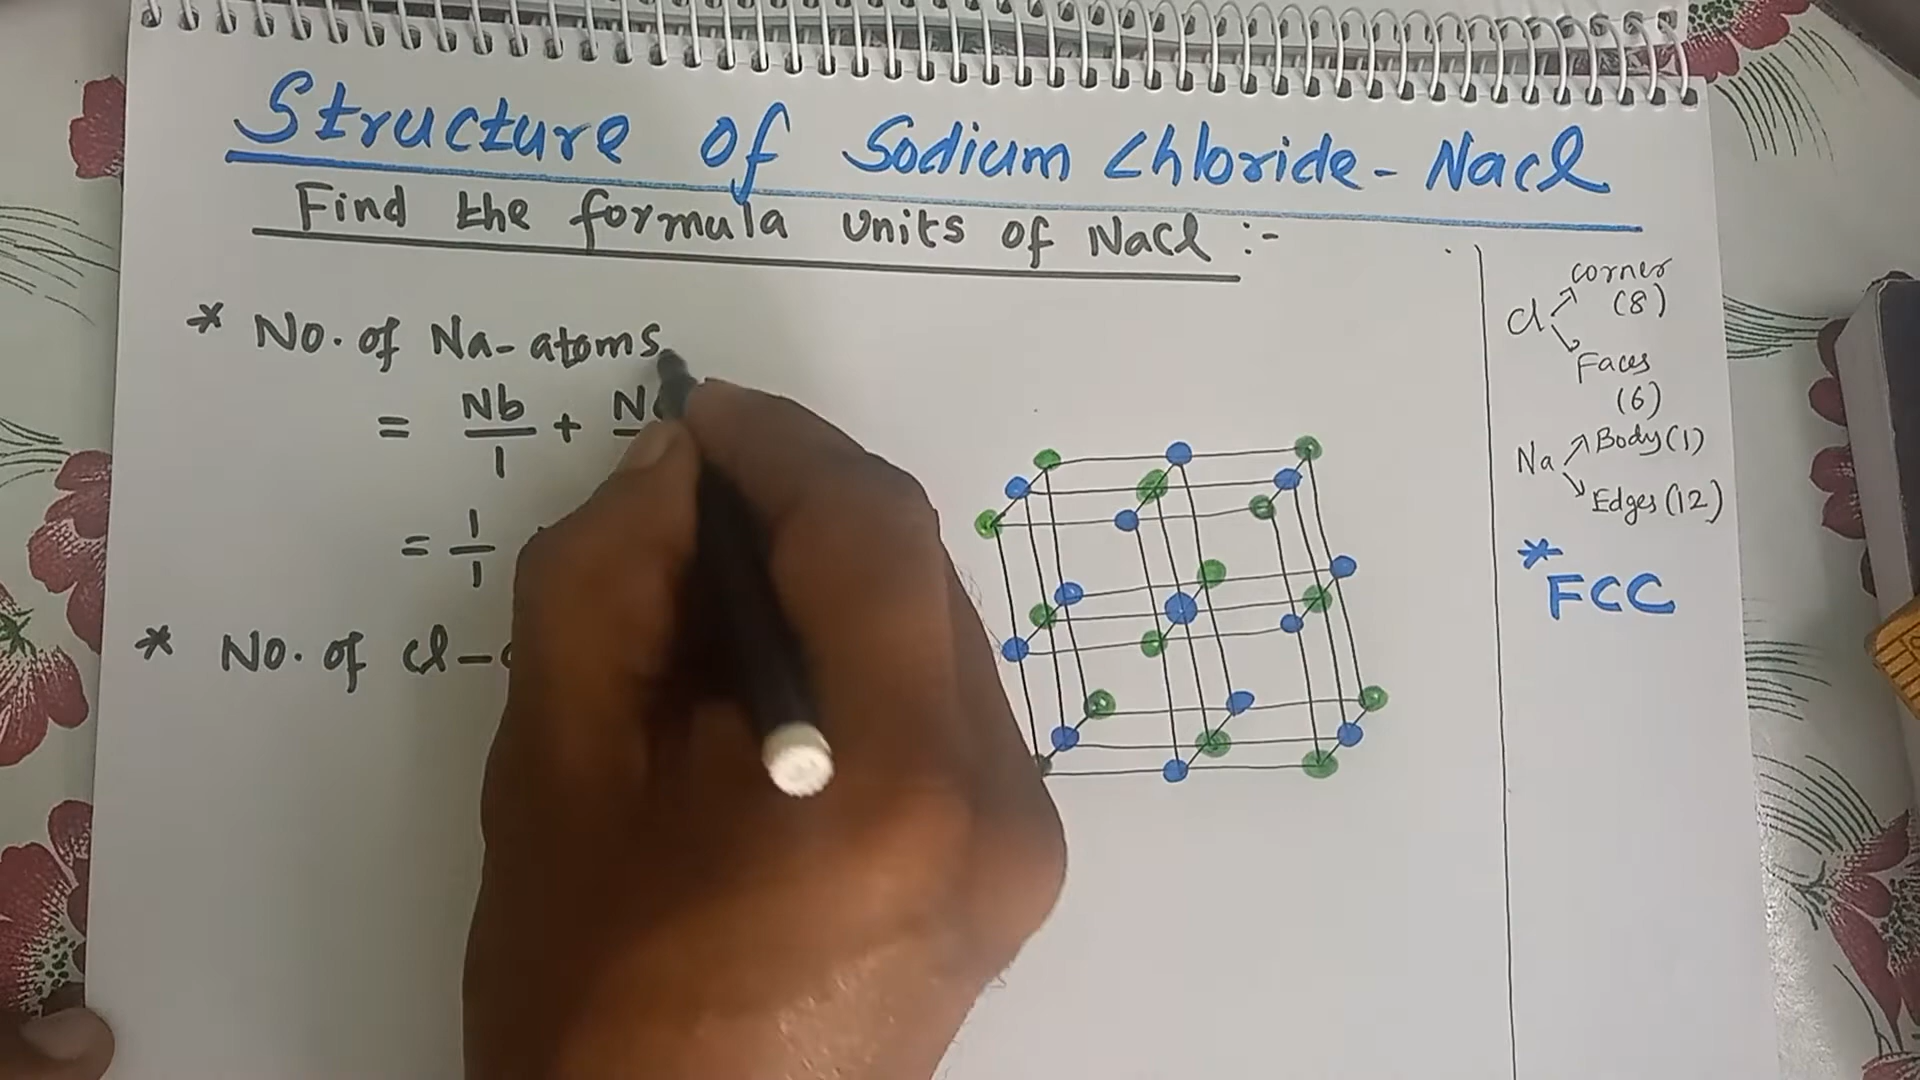 Structure of Sodium Chloride - Nacl
Find the formula units of NaCl :-
* No. of Na- atoms
= Nb/1 +
= 1/1
* No. of Cl-
Cl
corner
(8)
Faces
(6)
Na
Body (1)
Edges (12)
*
FCC